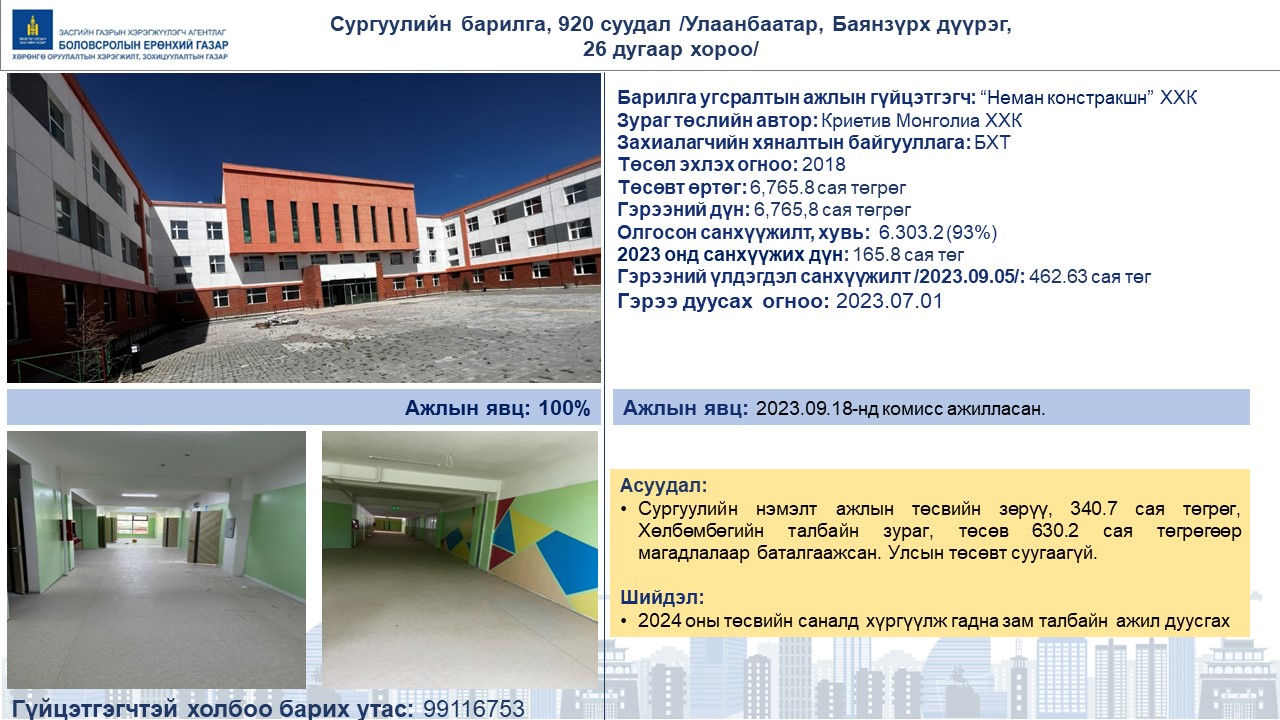 ЗАСГИЙН ГАЗРЫН ХЭРЭГЖҮҮЛЭГЧ АГЕНТЛАГ
БОЛОВСРОЛЫН ЕРӨНХИЙ ГАЗАР
ХӨРӨНГӨ ОРУУЛАЛТЫН ХЭРЭГЖИЛТ, ЗОХИЦУУЛАЛТЫН ГАЗАР
Сургуулийн барилга, 920 суудал /Улаанбаатар, Баянзүрх дүүрэг,
26 дугаар хороо/
Барилга угсралтын ажлын гүйцэтгэгч: “Неман констракшн” ХХК
Зураг төслийн автор: Криетив Монголиа ХХК
Захиалагчийн хяналтын байгууллага: БХТ
Төсөл эхлэх огноо: 2018
Төсөвт өртөг: 6,765.8 сая төгрөг
Гэрээний дүн: 6,765,8 сая төгрөг
Олгосон санхүүжилт, хувь: 6.303.2 (93%)
2023 онд санхүүжих дүн: 165.8 сая төг
Гэрээний үлдэгдэл санхүүжилт /2023.09.05/: 462.63 сая төг
Гэрээ дуусах огноо: 2023.07.01
Ажлын явц: 100%
Ажлын явц: 2023.09.18-нд комисс ажилласан.
Асуудал:
• Сургуулийн нэмэлт ажлын төсвийн зөрүү, 340.7 сая төгрөг,
Хөлбөмбөгийн талбайн зураг, төсөв 630.2 сая төгрөгөөр
магадлалаар баталгаажсан. Улсын төсөвт суугаагүй.
Шийдэл:
• 2024 оны төсвийн саналд хүргүүлж гадна зам талбайн ажил дуусгах
Гүйцэтгэгчтэй холбоо барих утас: 99116753